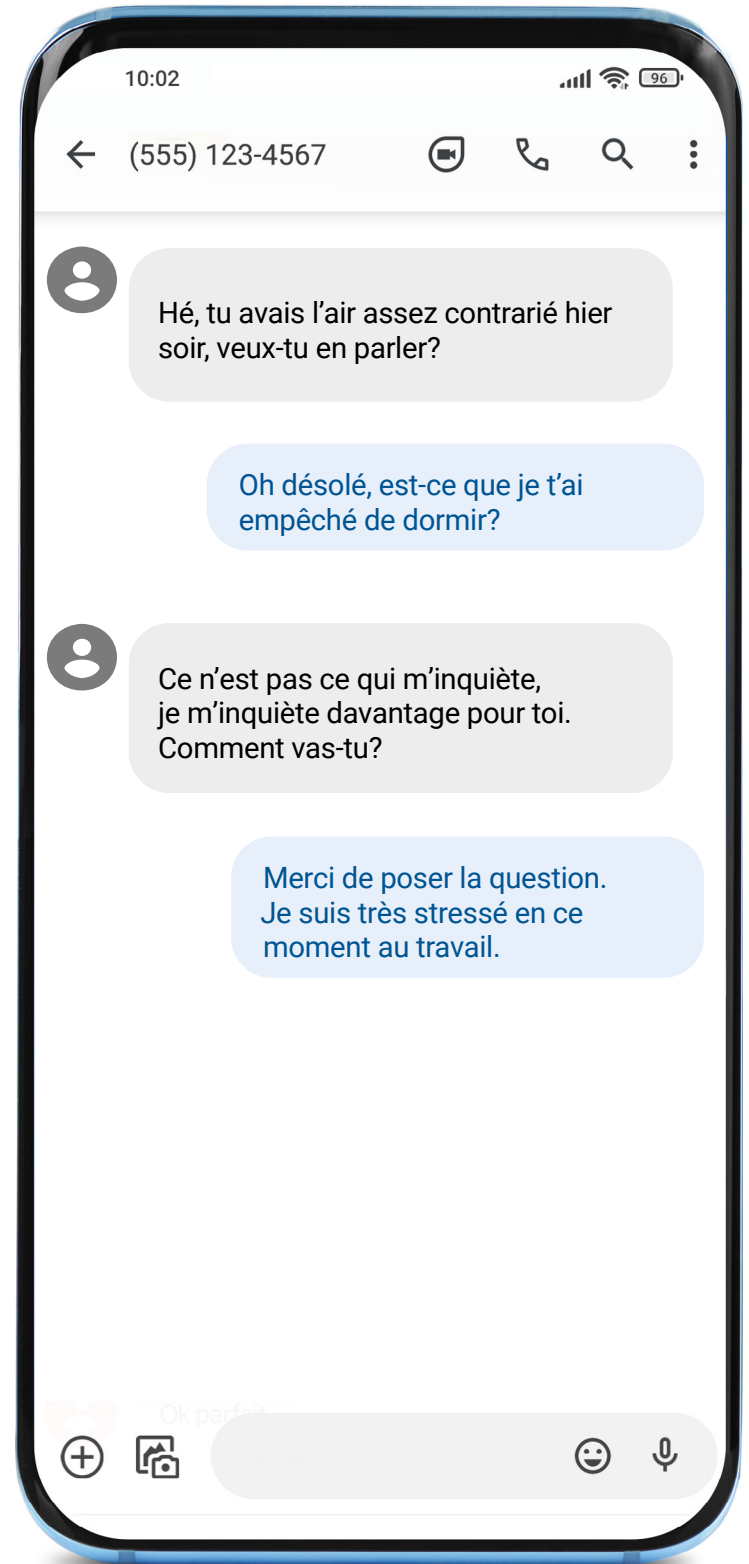 10:02
96
(555) 123-4567
Hé, tu avais l’air assez contrarié hier
soir, veux-tu en parler?
Oh désolé, est-ce que je t’ai
empêché de dormir?
Ce n’est pas ce qui m’inquiète,
je m’inquiète davantage pour toi.
Comment vas-tu?
Merci de poser la question.
Je suis très stressé en ce
moment au travail.
Ok parfait